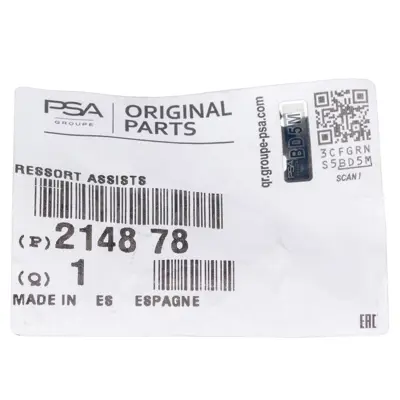 PSA
GROUPE
ORIGINAL
PARTS
qr.groupe-psa.com
BD5M
3CFGRN
S5BD5M
SCAN!
RESSORT ASSISTS
(P) 2148 78
(Q) 1
MADE IN ES ESPAGNE
EAC